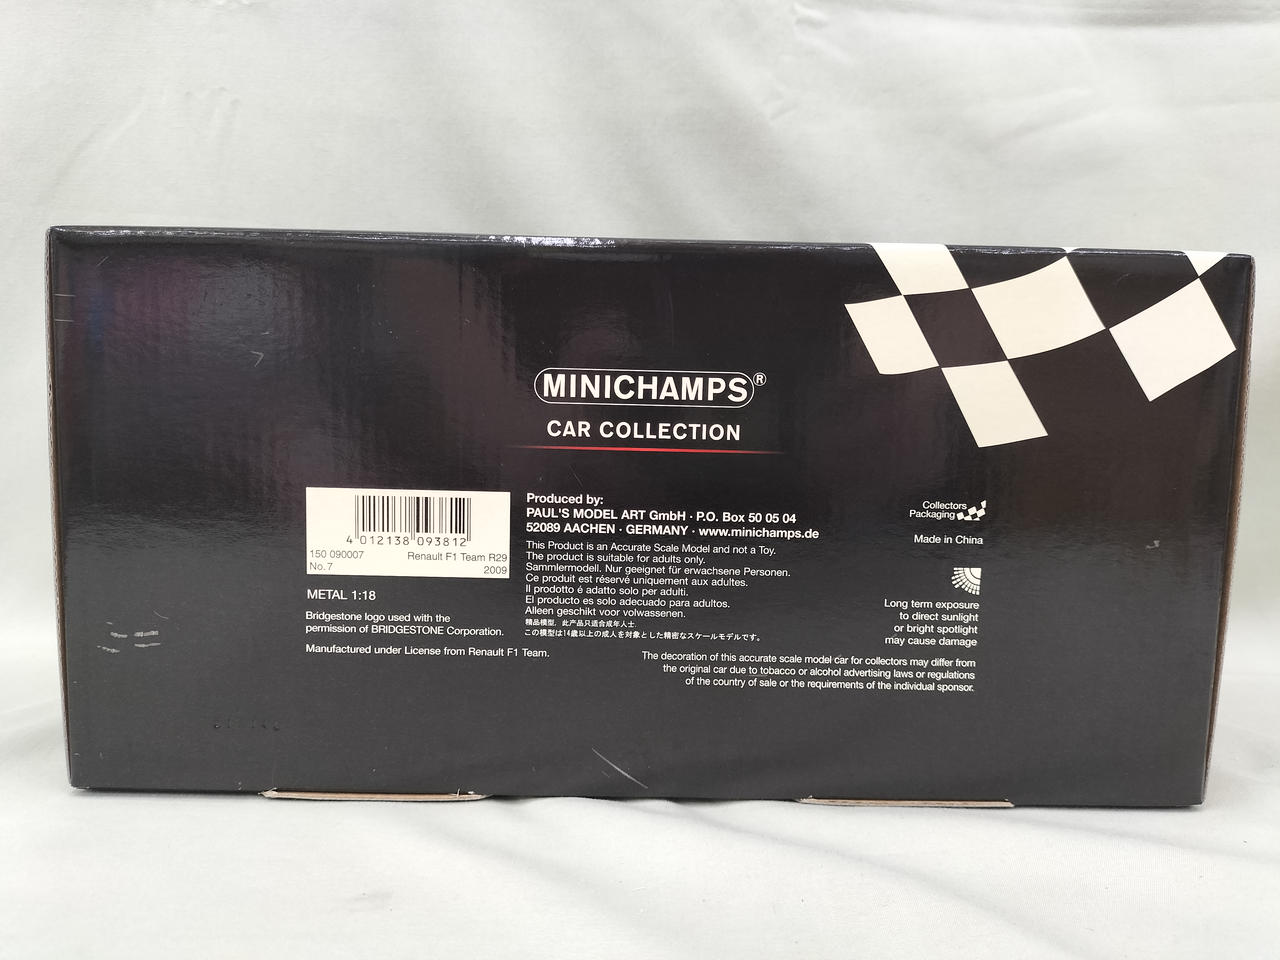 MINICHAMPS®
CAR COLLECTION
4 012138 093812
150 090007 Renault F1 Team R29
No. 7 2009
METAL 1:18
Bridgestone logo used with the
permission of BRIDGESTONE Corporation.
Manufactured under License from Renault F1 Team.
Produced by:
PAUL'S MODEL ART GmbH · P.O. Box 50 05 04
52089 AACHEN · GERMANY · www.minichamps.de
This Product is an Accurate Scale Model and not a Toy.
The product is suitable for adults only.
Sammlermodell. Nur geeignet für erwachsene Personen.
Ce produit est réservé uniquement aux adultes.
Il prodotto é adatto solo per adulti.
El producto es solo adecuado para adultos.
Alleen geschikt voor volwassenen.
精品模型，此产品只适合成年人士.
この模型は14歳以上の成人を対象とした精密なスケールモデルです。
Collectors
Packaging
Made in China
Long term exposure
to direct sunlight
or bright spotlight
may cause damage
The decoration of this accurate scale model car for collectors may differ from
the original car due to tobacco or alcohol advertising laws or regulations
of the country of sale or the requirements of the individual sponsor.